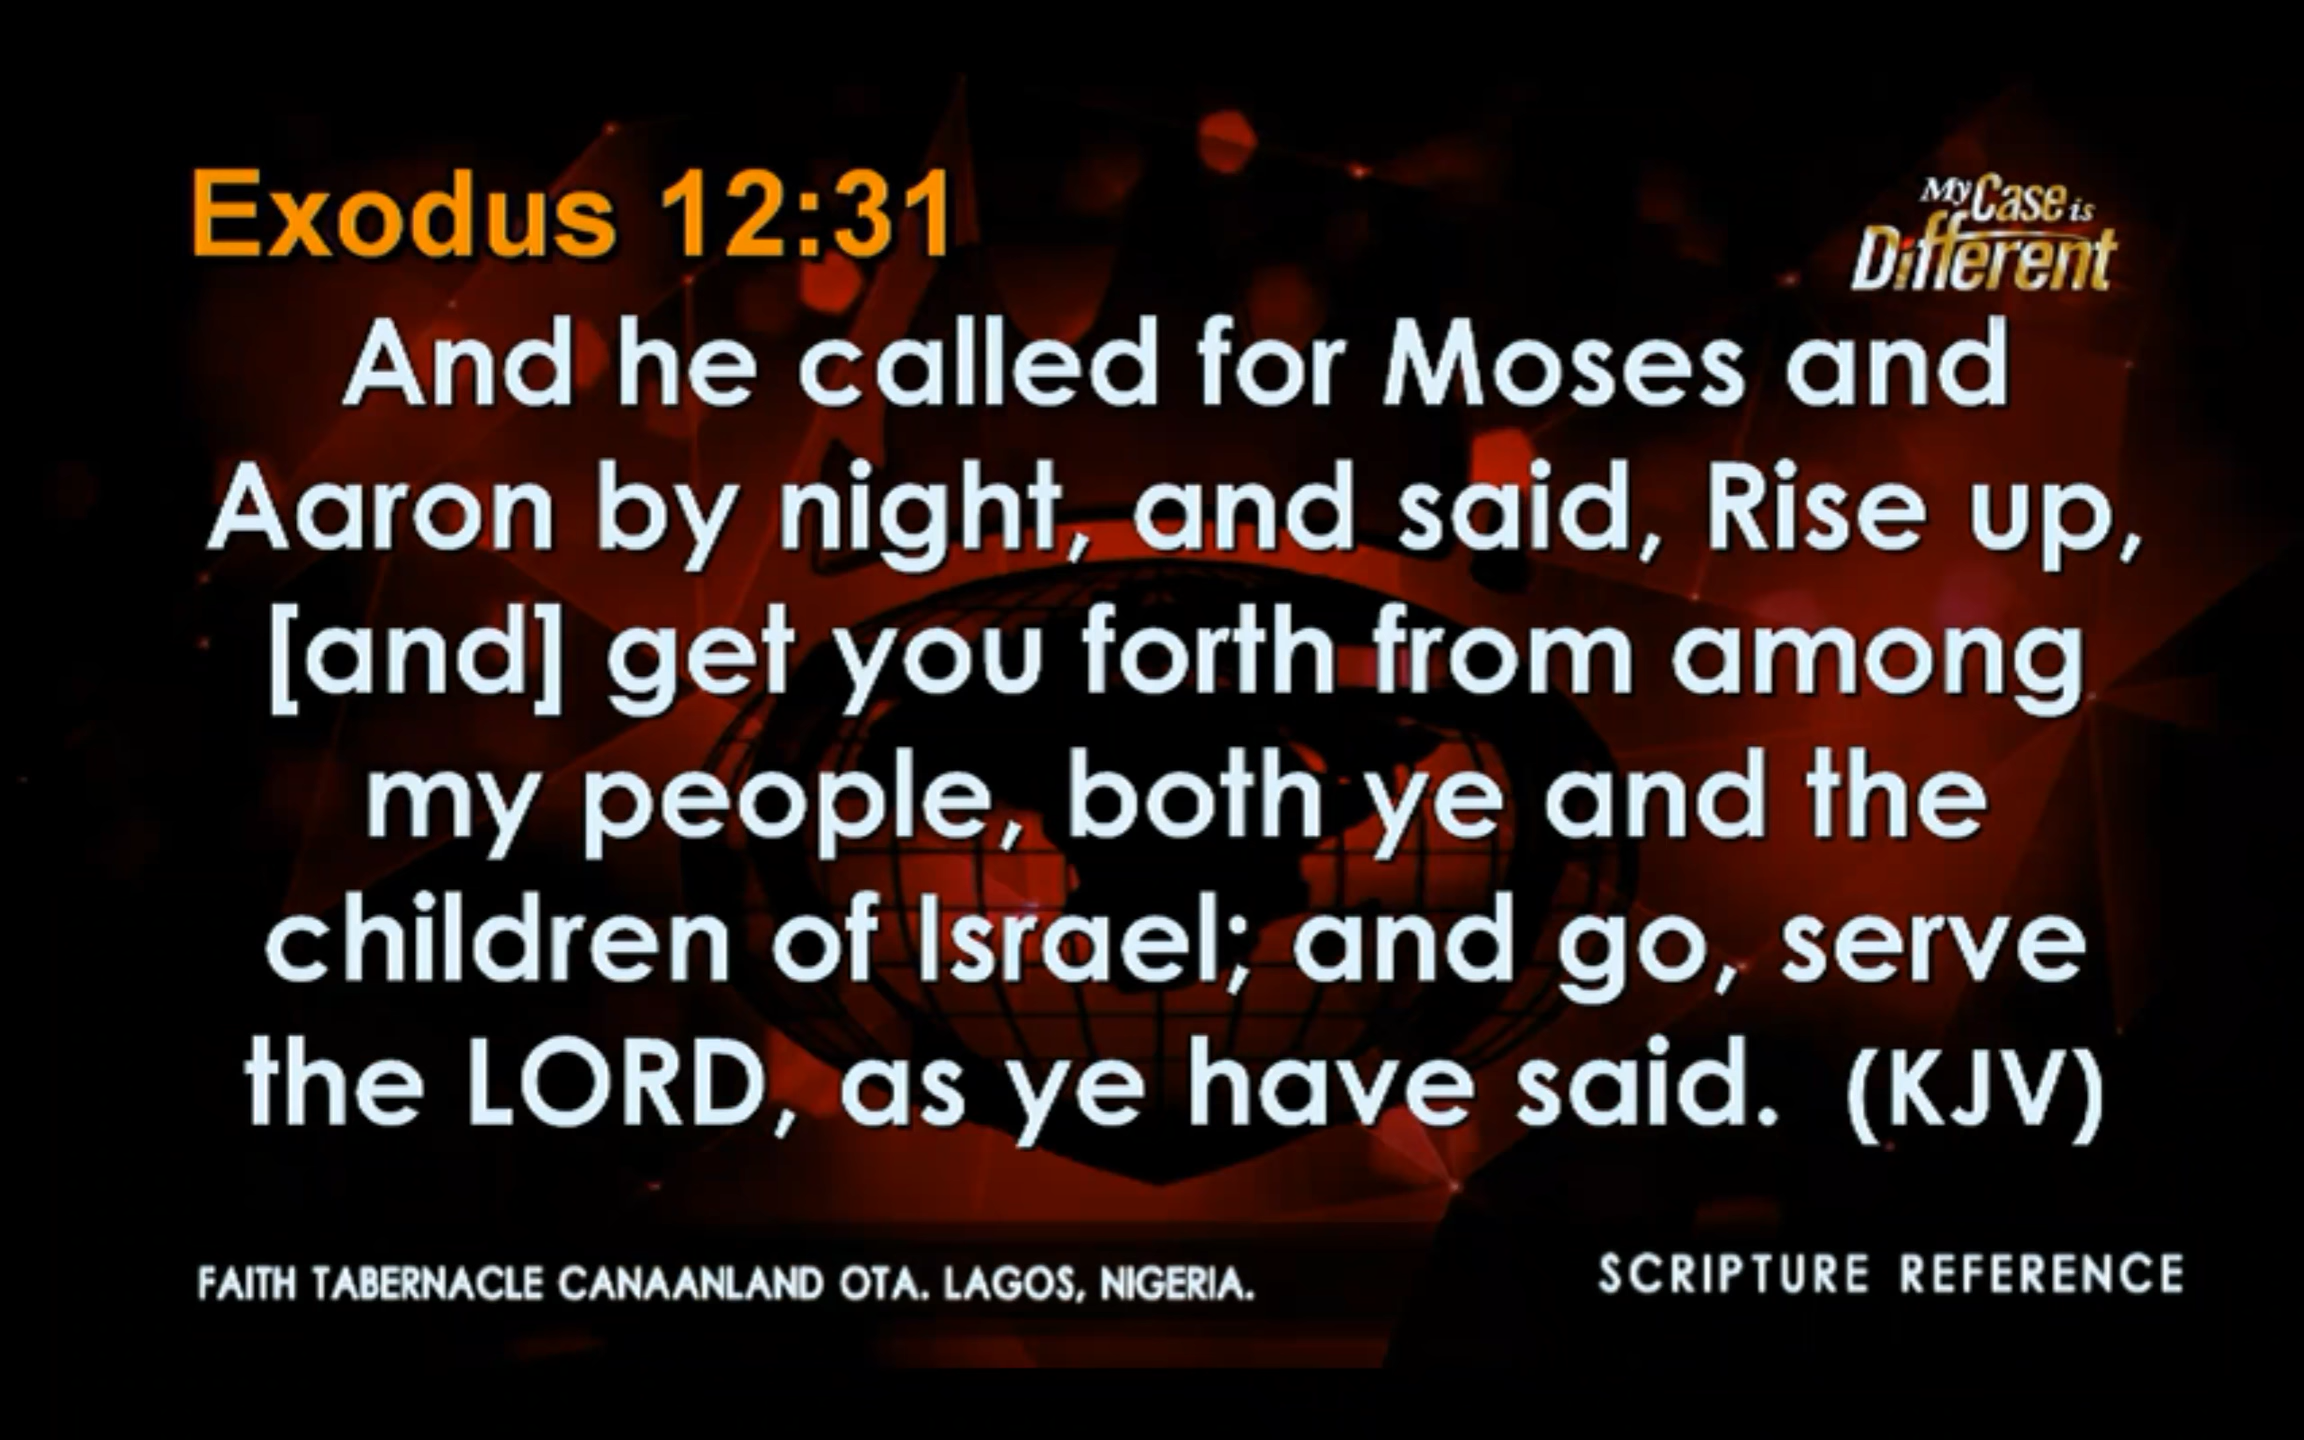 Exodus 12:31
My Case is
Different
And he called for Moses and
Aaron by night, and said, Rise up,
[and] get you forth from among
my people, both ye and the
children of Israel; and go, serve
the LORD, as ye have said. (KJV)
FAITH TABERNACLE CANAANLAND OTA. LAGOS, NIGERIA.
SCRIPTURE REFERENCE